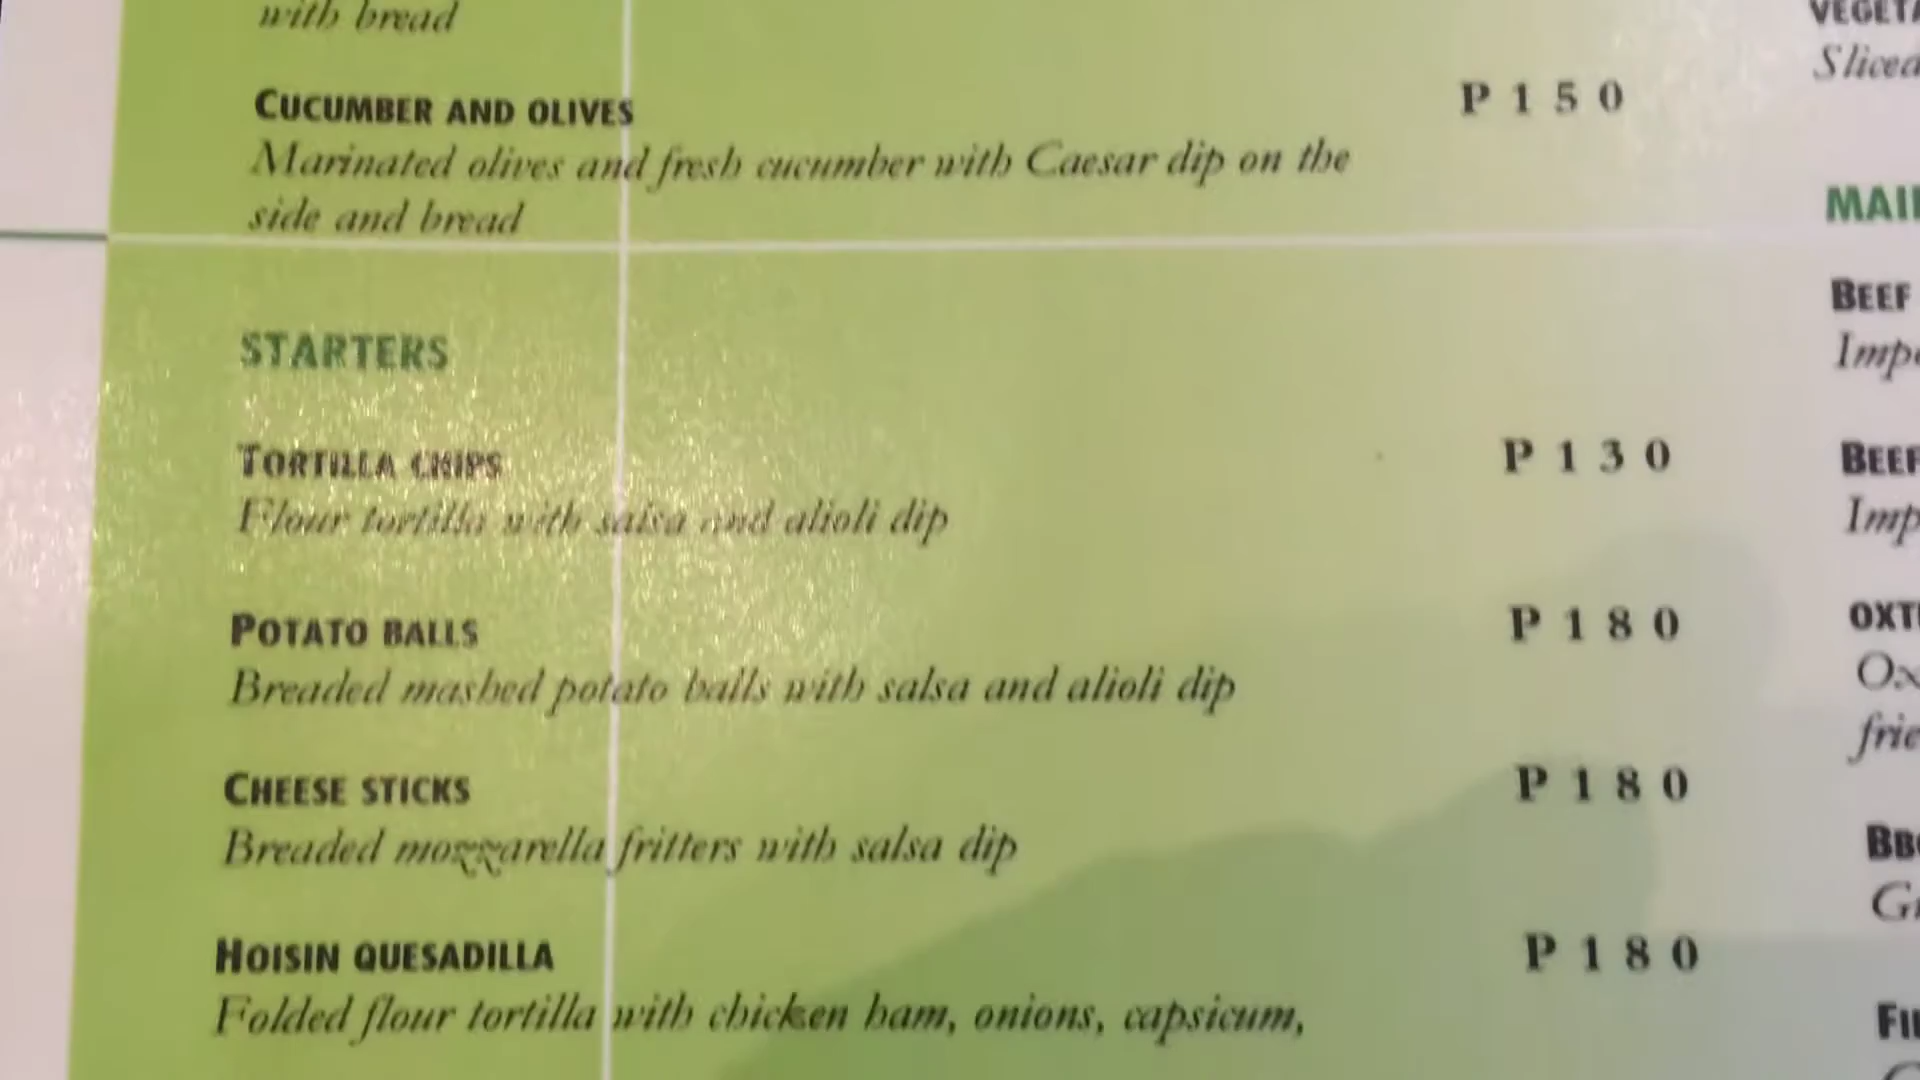 with bread
CUCUMBER AND OLIVES P150
Marinated olives and fresh cucumber with Caesar dip on the
side and bread
STARTERS
TORTILLA CHIPS P130
Flour tortilla with salsa and alioli dip
POTATO BALLS P180
Breaded mashed potato balls with salsa and alioli dip
CHEESE STICKS P180
Breaded mozzarella fritters with salsa dip
HOISIN QUESADILLA P180
Folded flour tortilla with chicken ham, onions, capsicum,
Sliced
BEEF
BEEF